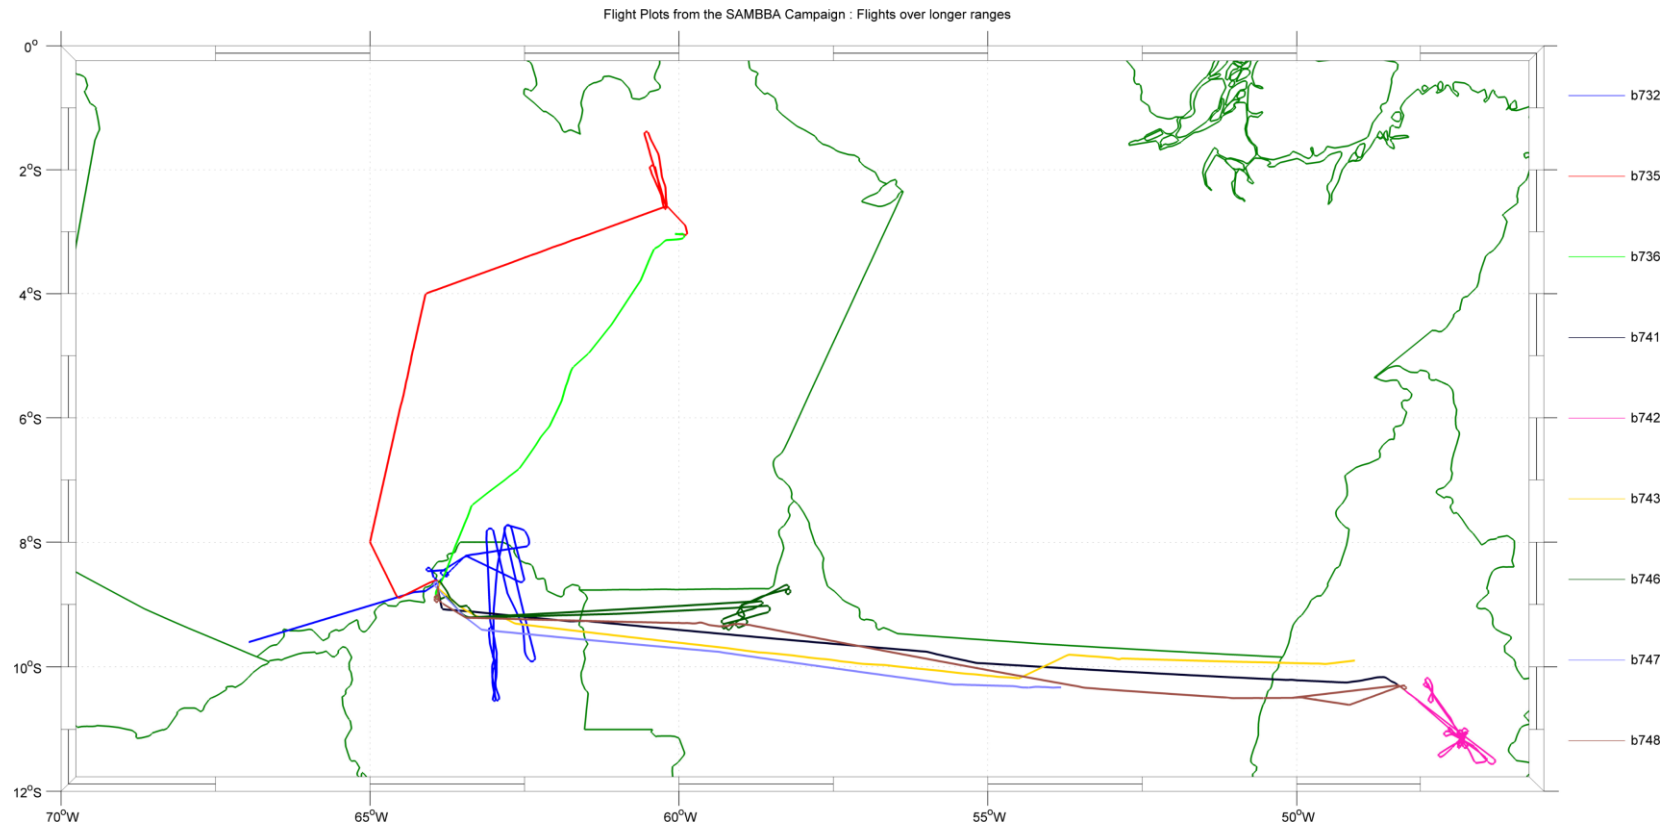 Flight Plots from the SAMBBA Campaign : Flights over longer ranges
0°
2°S
4°S
6°S
8°S
10°S
12°S
70°W
65°W
60°W
55°W
50°W
b732
b735
b736
b741
b742
b743
b746
b747
b748